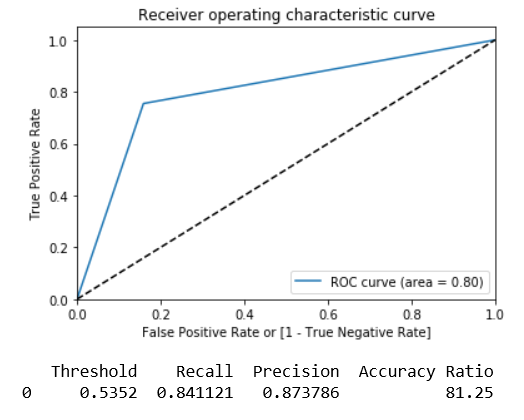 Receiver operating characteristic curve
1.0
0.8
0.6
0.4
0.2
0.0
True Positive Rate
ROC curve (area = 0.80)
0.0 0.2 0.4 0.6 0.8 1.0
False Positive Rate or [1 - True Negative Rate]
Threshold Recall Precision Accuracy Ratio
0 0.5352 0.841121 0.873786 81.25